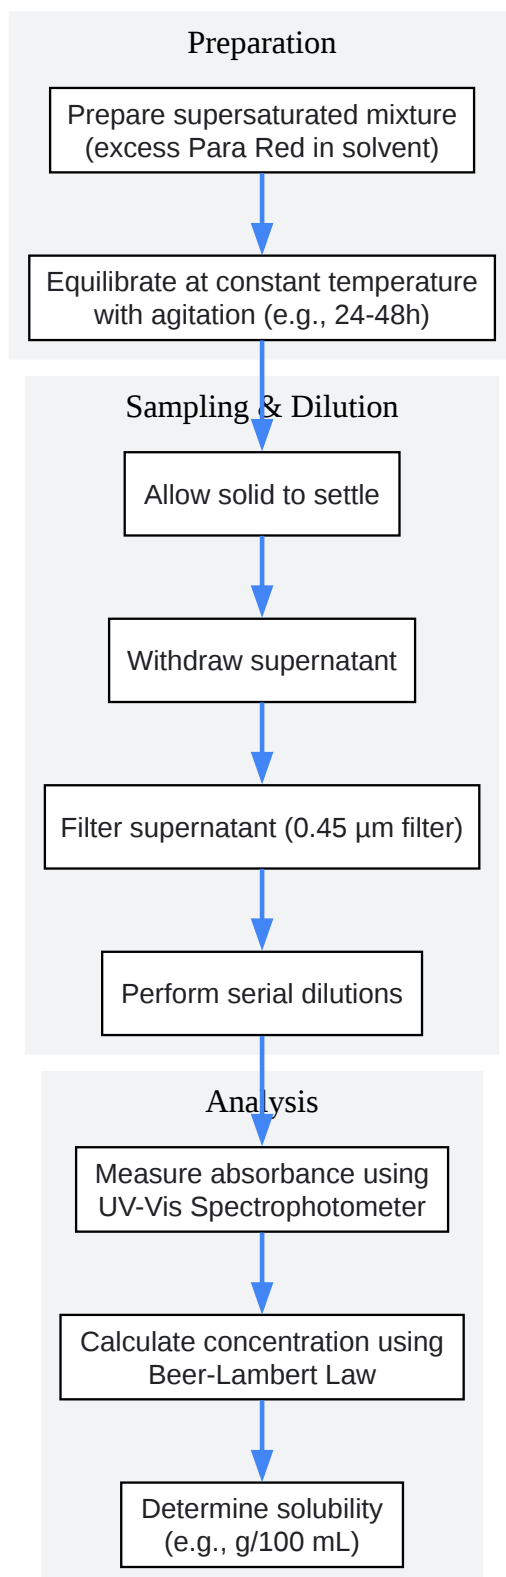 Preparation
Prepare supersaturated mixture
(excess Para Red in solvent)
Equilibrate at constant temperature
with agitation (e.g., 24-48h)
Sampling & Dilution
Allow solid to settle
Withdraw supernatant
Filter supernatant (0.45 µm filter)
Perform serial dilutions
Analysis
Measure absorbance using
UV-Vis Spectrophotometer
Calculate concentration using
Beer-Lambert Law
Determine solubility
(e.g., g/100 mL)